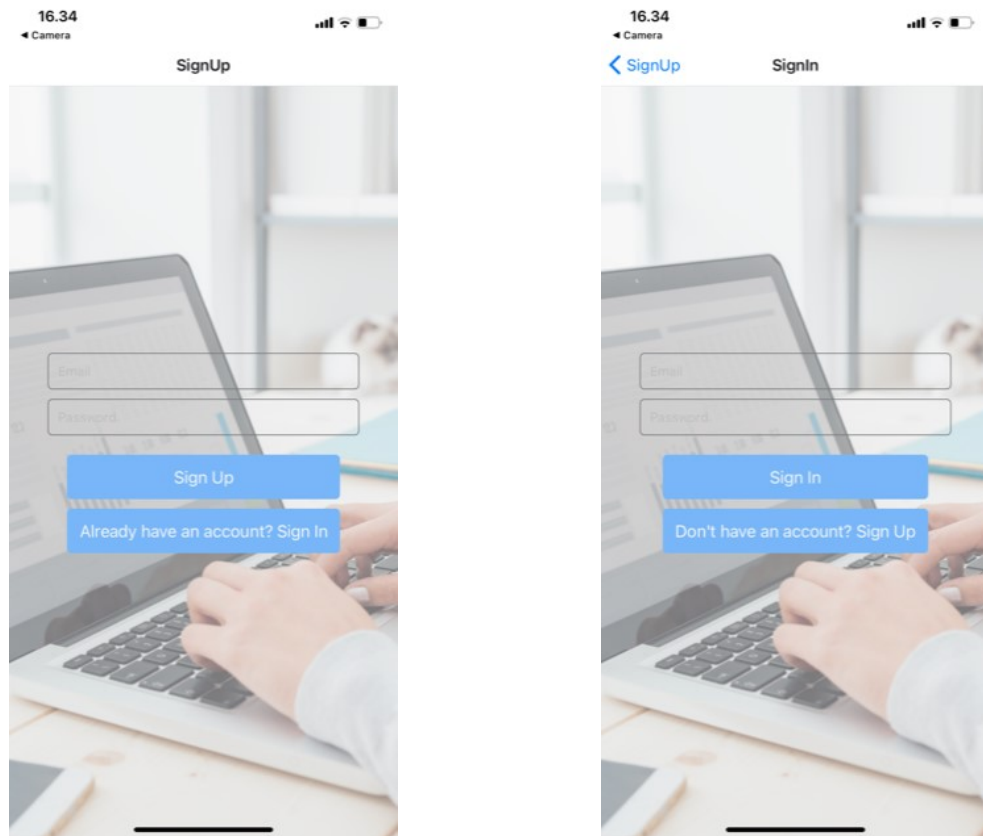 16.34
◀ Camera
SignUp
Email
Password
Sign Up
Already have an account? Sign In
16.34
◀ Camera
SignUp
SignIn
Email
Password
Sign In
Don't have an account? Sign Up